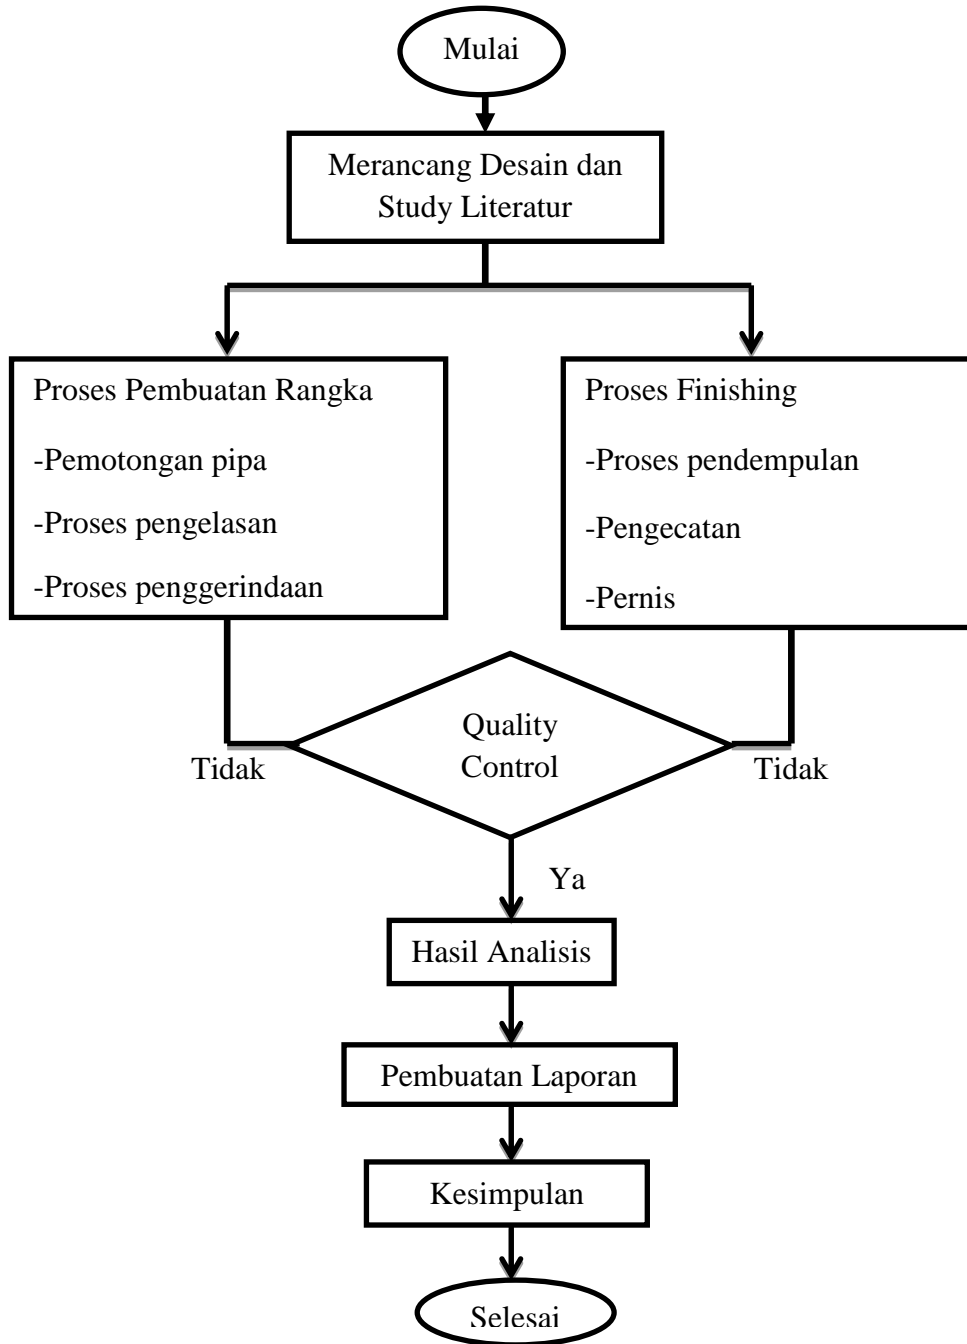 Mulai
Merancang Desain dan
Study Literatur
Proses Pembuatan Rangka
-Pemotongan pipa
-Proses pengelasan
-Proses penggerindaan
Proses Finishing
-Proses pendempulan
-Pengecatan
-Pernis
Quality
Control
Tidak
Tidak
Ya
Hasil Analisis
Pembuatan Laporan
Kesimpulan
Selesai